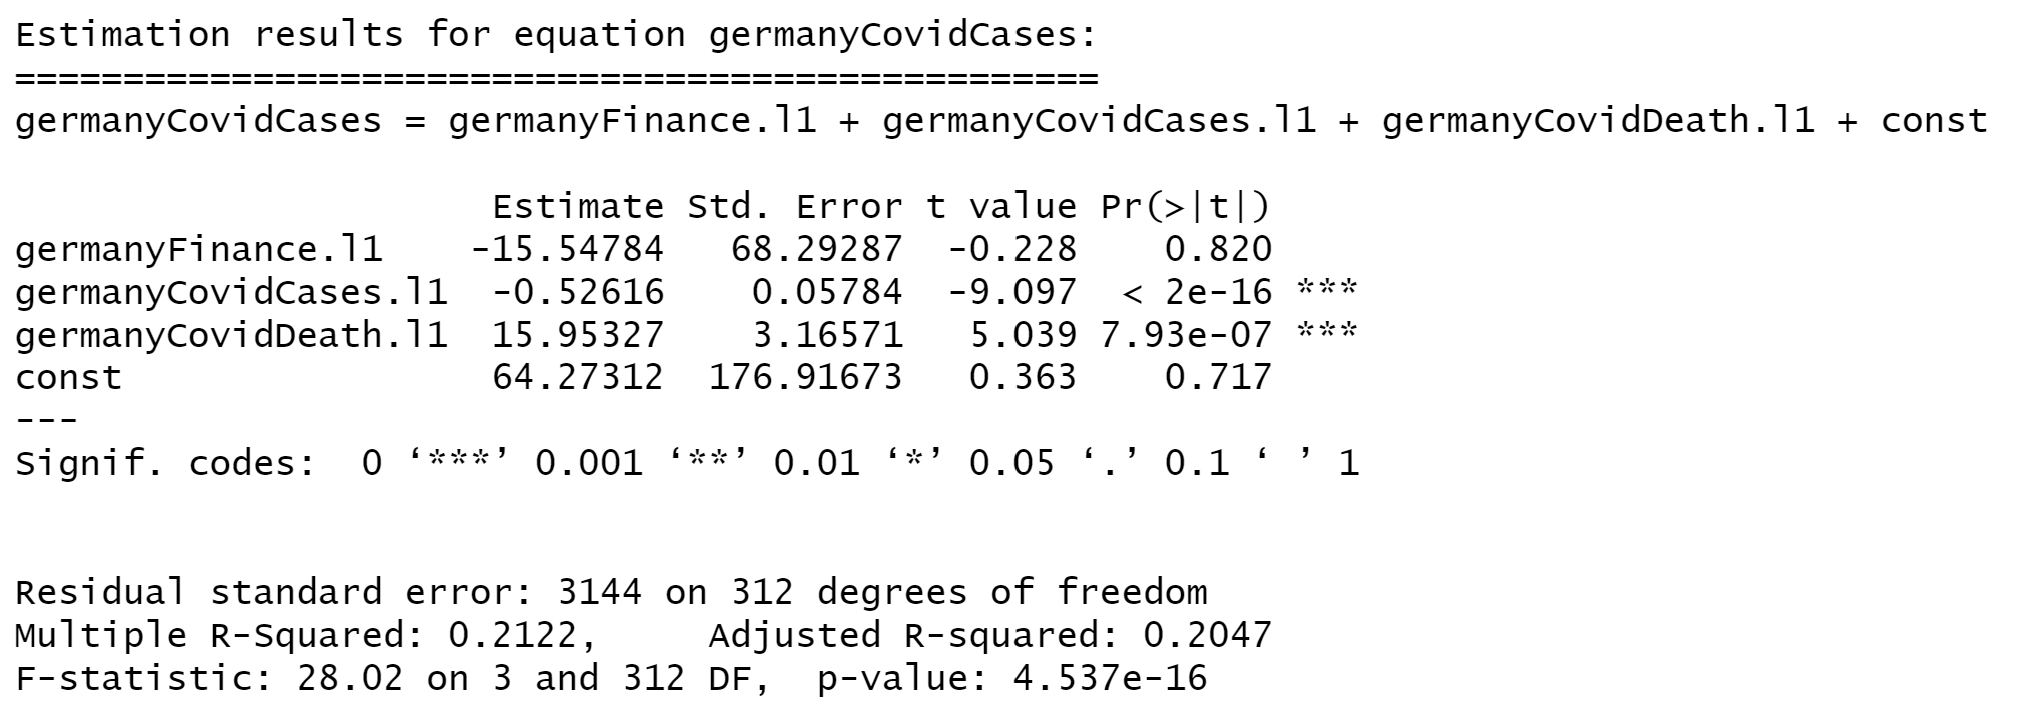 Estimation results for equation germanyCovidCases:
==================================================
germanyCovidCases = germanyFinance.l1 + germanyCovidCases.l1 + germanyCovidDeath.l1 + const

                      Estimate Std. Error t value Pr(>|t|)
germanyFinance.l1    -15.54784   68.29287  -0.228    0.820
germanyCovidCases.l1  -0.52616    0.05784  -9.097  < 2e-16 ***
germanyCovidDeath.l1  15.95327    3.16571   5.039 7.93e-07 ***
const                 64.27312  176.91673   0.363    0.717
---
Signif. codes:  0 ‘***’ 0.001 ‘**’ 0.01 ‘*’ 0.05 ‘.’ 0.1 ‘ ’ 1


Residual standard error: 3144 on 312 degrees of freedom
Multiple R-Squared: 0.2122,     Adjusted R-squared: 0.2047
F-statistic: 28.02 on 3 and 312 DF,  p-value: 4.537e-16